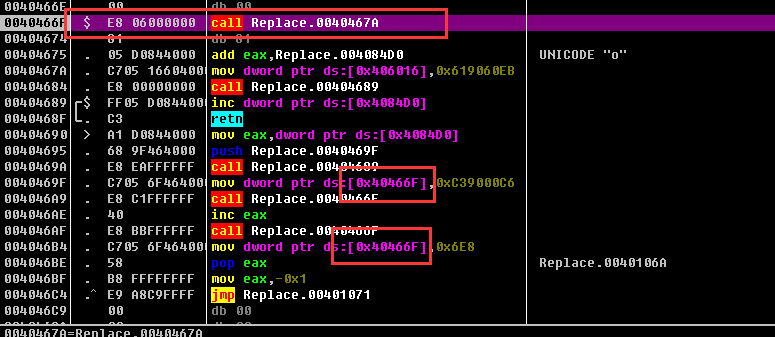 0040466E 00 db 00
0040466F $ E8 06000000 call Replace.0040467A
00404674 01 db 01
00404675 . 05 D0844000 add eax,Replace.004084D0 UNICODE "o"
0040467A . C705 16604000 mov dword ptr ds:[0x406016],0x619060EB
00404684 . E8 00000000 call Replace.00404689
00404689 $ FF05 D0844000 inc dword ptr ds:[0x4084D0]
0040468F . C3 retn
00404690 > A1 D0844000 mov eax,dword ptr ds:[0x4084D0]
00404695 . 68 9F464000 push Replace.0040469F
0040469A . E8 EAFFFFFF call Replace.00404689
0040469F . C705 6F464000 mov dword ptr ds:[0x40466F],0xC39000C6
004046A9 . E8 C1FFFFFF call Replace.0040466F
004046AE . 40 inc eax
004046AF . E8 BBFFFFFF call Replace.0040466F
004046B4 . C705 6F464000 mov dword ptr ds:[0x40466F],0x6E8
004046BE . 58 pop eax Replace.0040106A
004046BF . B8 FFFFFFFF mov eax,-0x1
004046C4 .^ E9 A8C9FFFF jmp Replace.00401071
004046C9 00 db 00
0040467A=Replace.0040467A